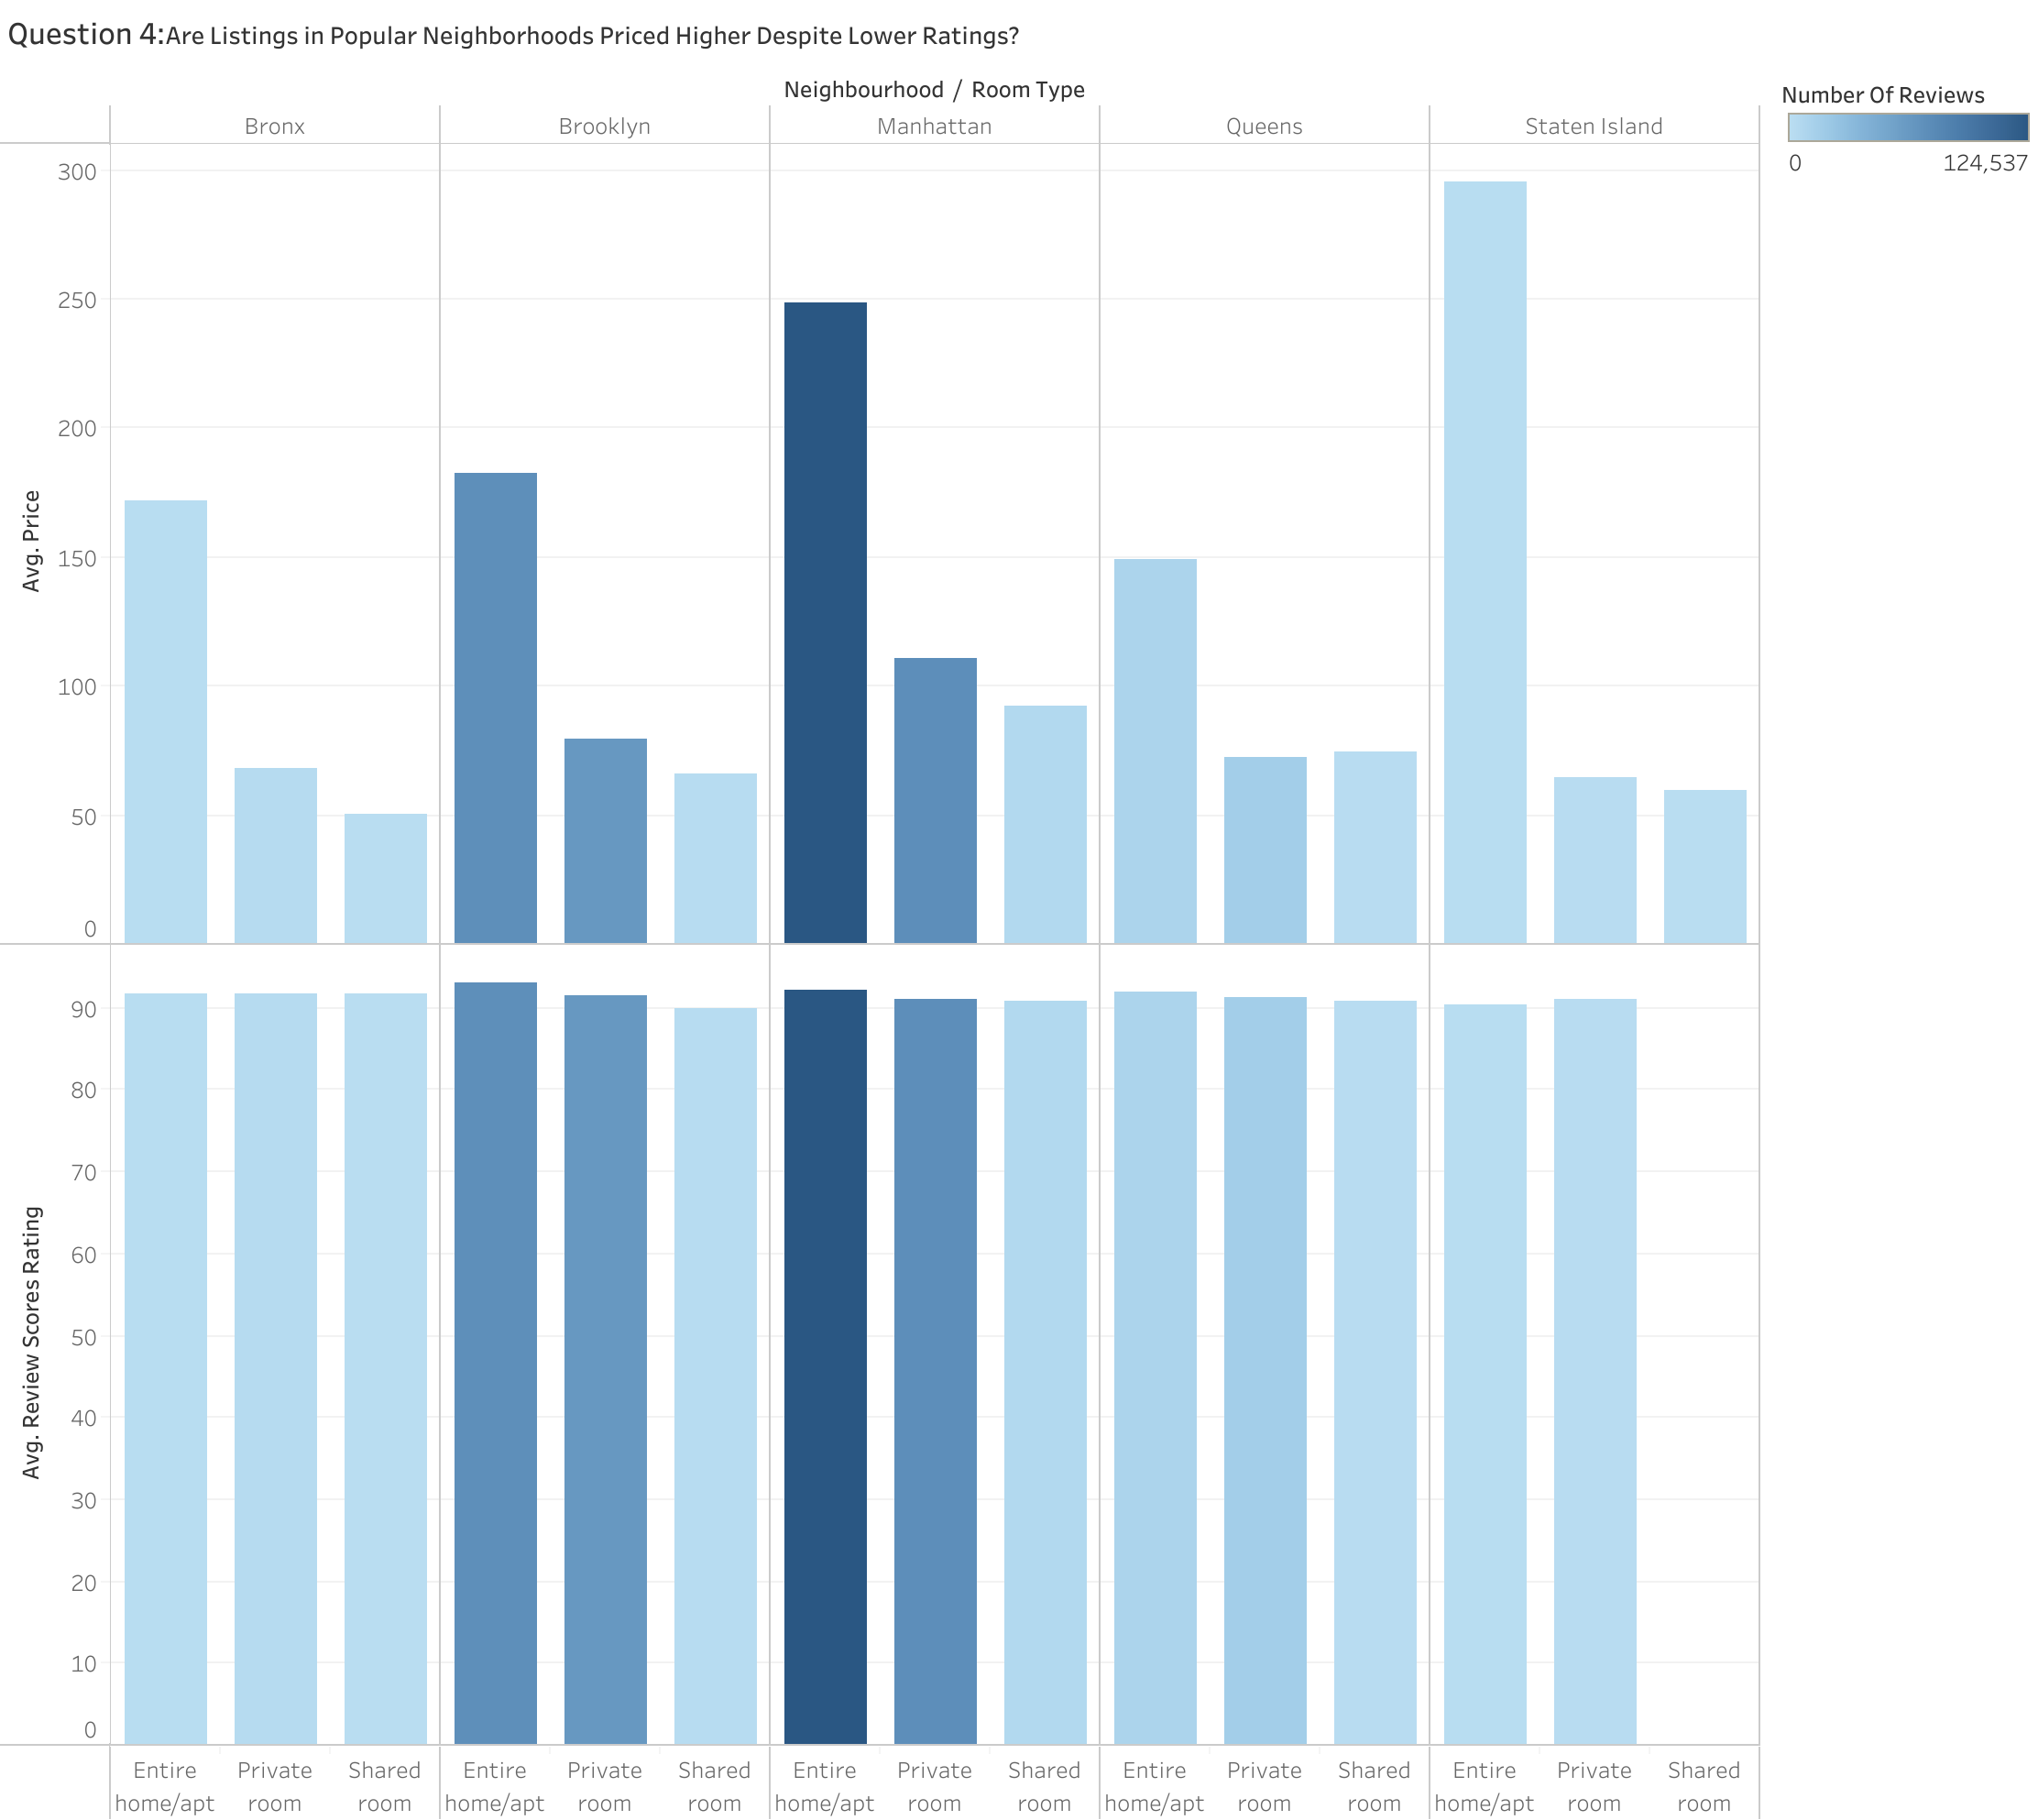 Question 4:Are Listings in Popular Neighborhoods Priced Higher Despite Lower Ratings?
Neighbourhood / Room Type
Number Of Reviews
0 124,537
Bronx Brooklyn Manhattan Queens Staten Island
Avg. Price
300
250
200
150
100
50
0
Avg. Review Scores Rating
90
80
70
60
50
40
30
20
10
0
Entire Private Shared Entire Private Shared Entire Private Shared Entire Private Shared Entire Private Shared
home/apt room room home/apt room room home/apt room room home/apt room room home/apt room room